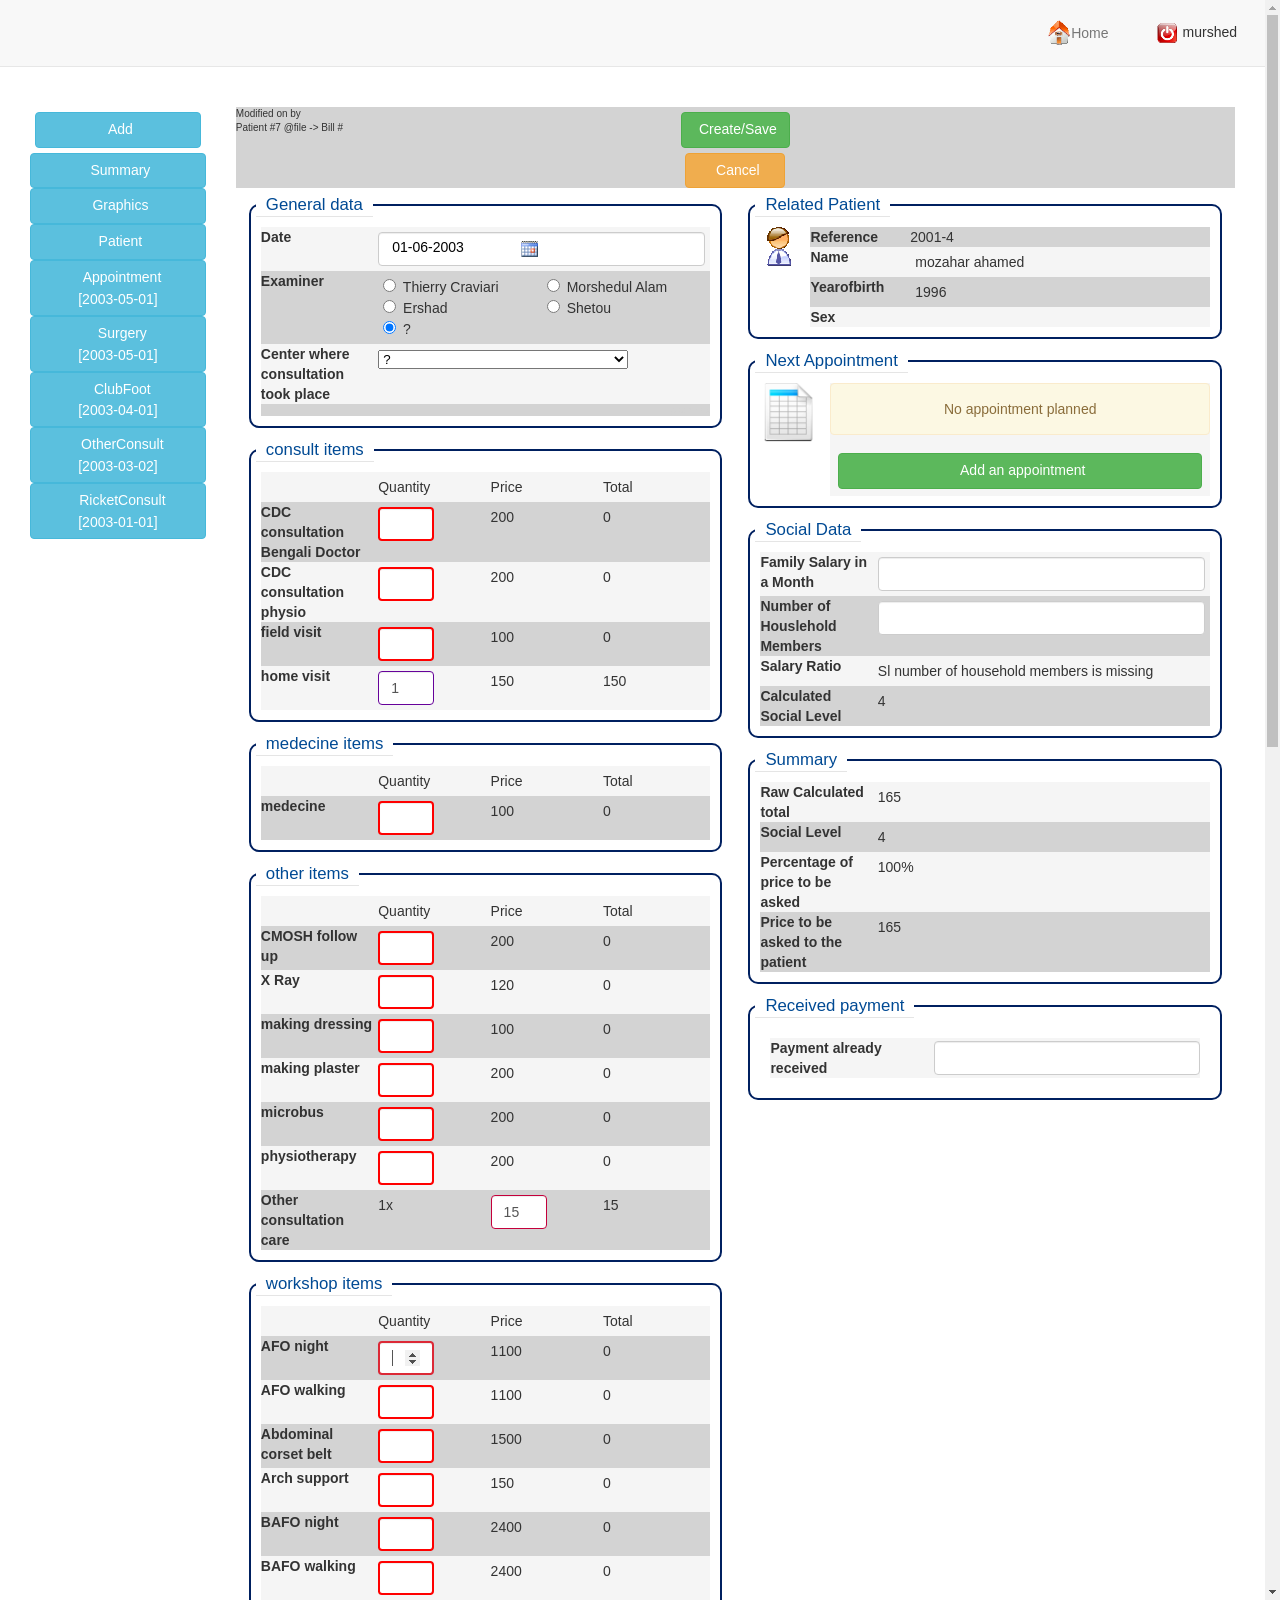 Home
murshed
Add
Summary
Graphics
Patient
Appointment
[2003-05-01]
Surgery
[2003-05-01]
ClubFoot
[2003-04-01]
OtherConsult
[2003-03-02]
RicketConsult
[2003-01-01]
Modified on by
Patient #7 @file -> Bill #
Create/Save
Cancel
General data
Date 01-06-2003
Examiner
Thierry Craviari Morshedul Alam
Ershad Shetou
?
Center where
consultation
took place
?
consult items
Quantity Price Total
CDC
consultation
Bengali Doctor
200 0
CDC
consultation
physio
200 0
field visit 100 0
home visit 1 150 150
medecine items
Quantity Price Total
medecine 100 0
other items
Quantity Price Total
CMOSH follow
up
200 0
X Ray 120 0
making dressing 100 0
making plaster 200 0
microbus 200 0
physiotherapy 200 0
Other
consultation
care
1x 15 15
workshop items
Quantity Price Total
AFO night 1100 0
AFO walking 1100 0
Abdominal
corset belt
1500 0
Arch support 150 0
BAFO night 2400 0
BAFO walking 2400 0
Related Patient
Reference 2001-4
Name mozahar ahamed
Yearofbirth 1996
Sex
Next Appointment
No appointment planned
Add an appointment
Social Data
Family Salary in
a Month
Number of
Houslehold
Members
Salary Ratio Sl number of household members is missing
Calculated
Social Level
4
Summary
Raw Calculated
total
165
Social Level 4
Percentage of
price to be
asked
100%
Price to be
asked to the
patient
165
Received payment
Payment already
received